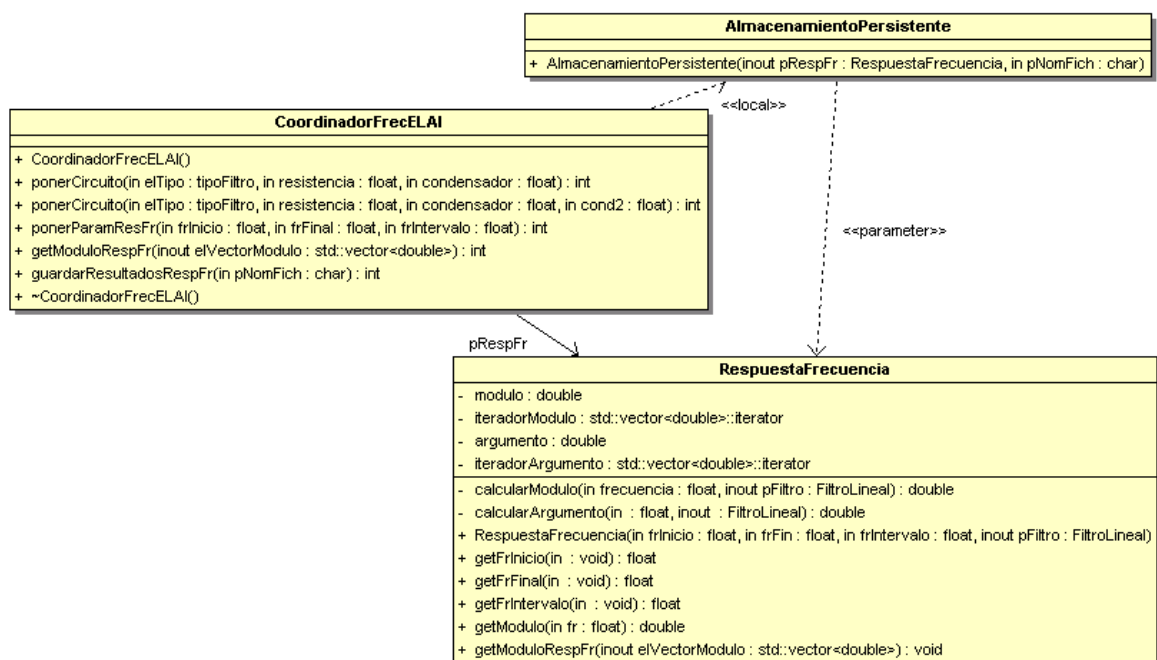 AlmacenamientoPersistente
+ AlmacenamientoPersistente(inout pRespFr : RespuestaFrecuencia, in pNomFich : char)
<<local>>
CoordinadorFrecELAI
+ CoordinadorFrecELAI()
+ ponerCircuito(in elTipo : tipoFiltro, in resistencia : float, in condensador : float) : int
+ ponerCircuito(in elTipo : tipoFiltro, in resistencia : float, in condensador : float, in cond2 : float) : int
+ ponerParamResFr(in frInicio : float, in frFinal : float, in frIntervalo : float) : int
+ getModuloRespFr(inout elVectorModulo : std::vector<double>) : int
+ guardarResultadosRespFr(in pNomFich : char) : int
+ ~CoordinadorFrecELAI()
<<parameter>>
pRespFr
RespuestaFrecuencia
- modulo : double
- iteradorModulo : std::vector<double>::iterator
- argumento : double
- iteradorArgumento : std::vector<double>::iterator
- calcularModulo(in frecuencia : float, inout pFiltro : FiltroLineal) : double
- calcularArgumento(in : float, inout : FiltroLineal) : double
+ RespuestaFrecuencia(in frInicio : float, in frFin : float, in frIntervalo : float, inout pFiltro : FiltroLineal)
+ getFrInicio(in : void) : float
+ getFrFinal(in : void) : float
+ getFrIntervalo(in : void) : float
+ getModulo(in fr : float) : double
+ getModuloRespFr(inout elVectorModulo : std::vector<double>) : void